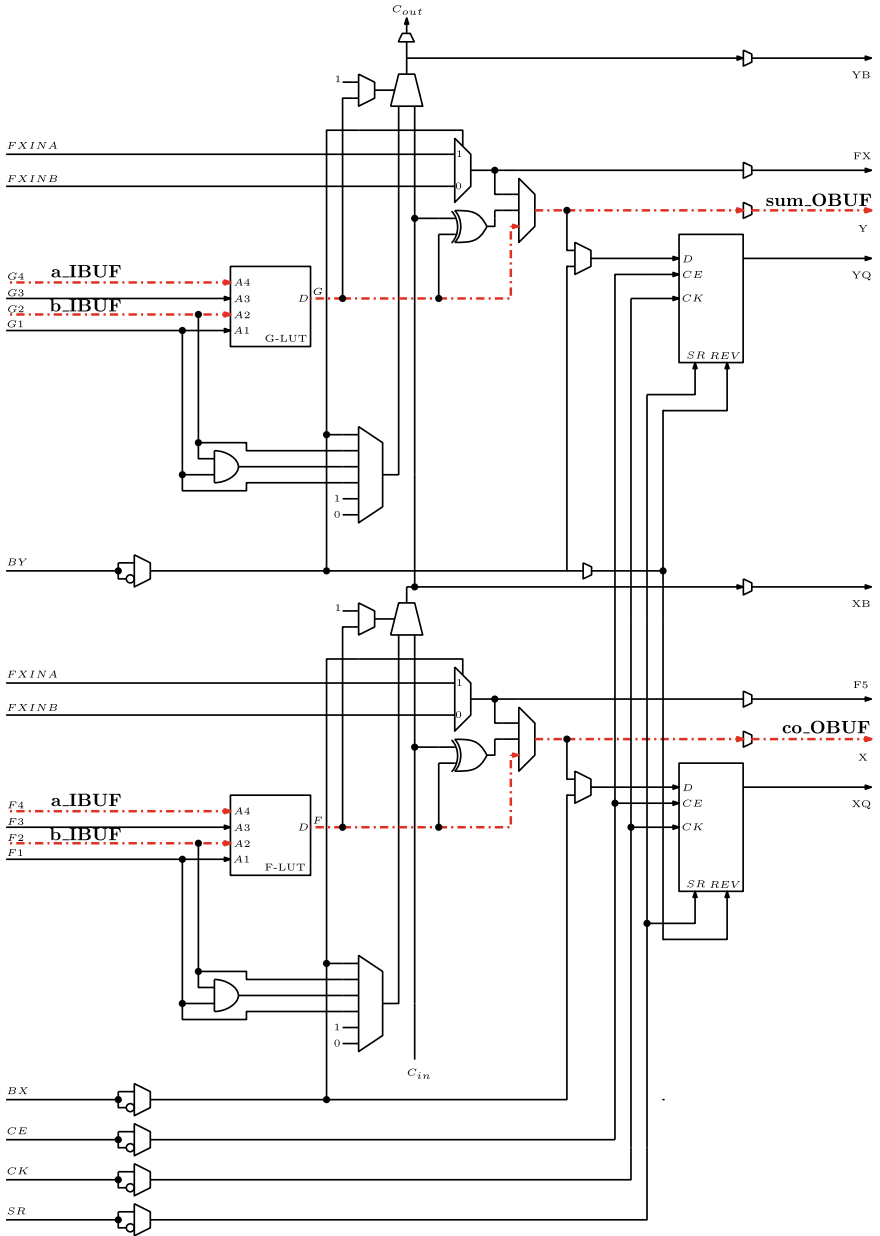 C_out
YB
1
FXINA
1
FX
FXINB
0
sum_OBUF
Y
D
YQ
G4 a_IBUF
A4
CE
G3
A3
D
G
CK
G2 b_IBUF
A2
G1
A1
G-LUT
SR REV
1
0
BY
XB
1
FXINA
1
F5
FXINB
0
co_OBUF
X
D
XQ
F4 a_IBUF
A4
CE
F3
A3
D
F
CK
F2 b_IBUF
A2
F1
A1
F-LUT
SR REV
1
0
C_in
BX
CE
CK
SR